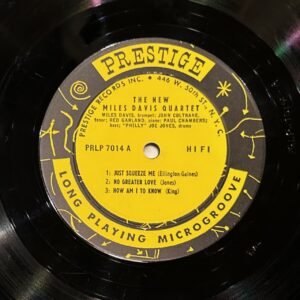 PRESTIGE
PRESTIGE RECORDS INC. • 446 W. 50th ST., N.Y.C.
THE NEW
MILES DAVIS QUARTET
MILES DAVIS, trumpet; JOHN COLTRANE,
tenor; RED GARLAND, piano; PAUL CHAMBERS,
bass; "PHILLY" JOE JONES, drums
PRLP 7014 A
HIFI
1: JUST SQUEEZE ME (Ellington-Gaines)
2: NO GREATER LOVE (Jones)
3: HOW AM I TO KNOW (King)
LONG PLAYING MICROGROOVE